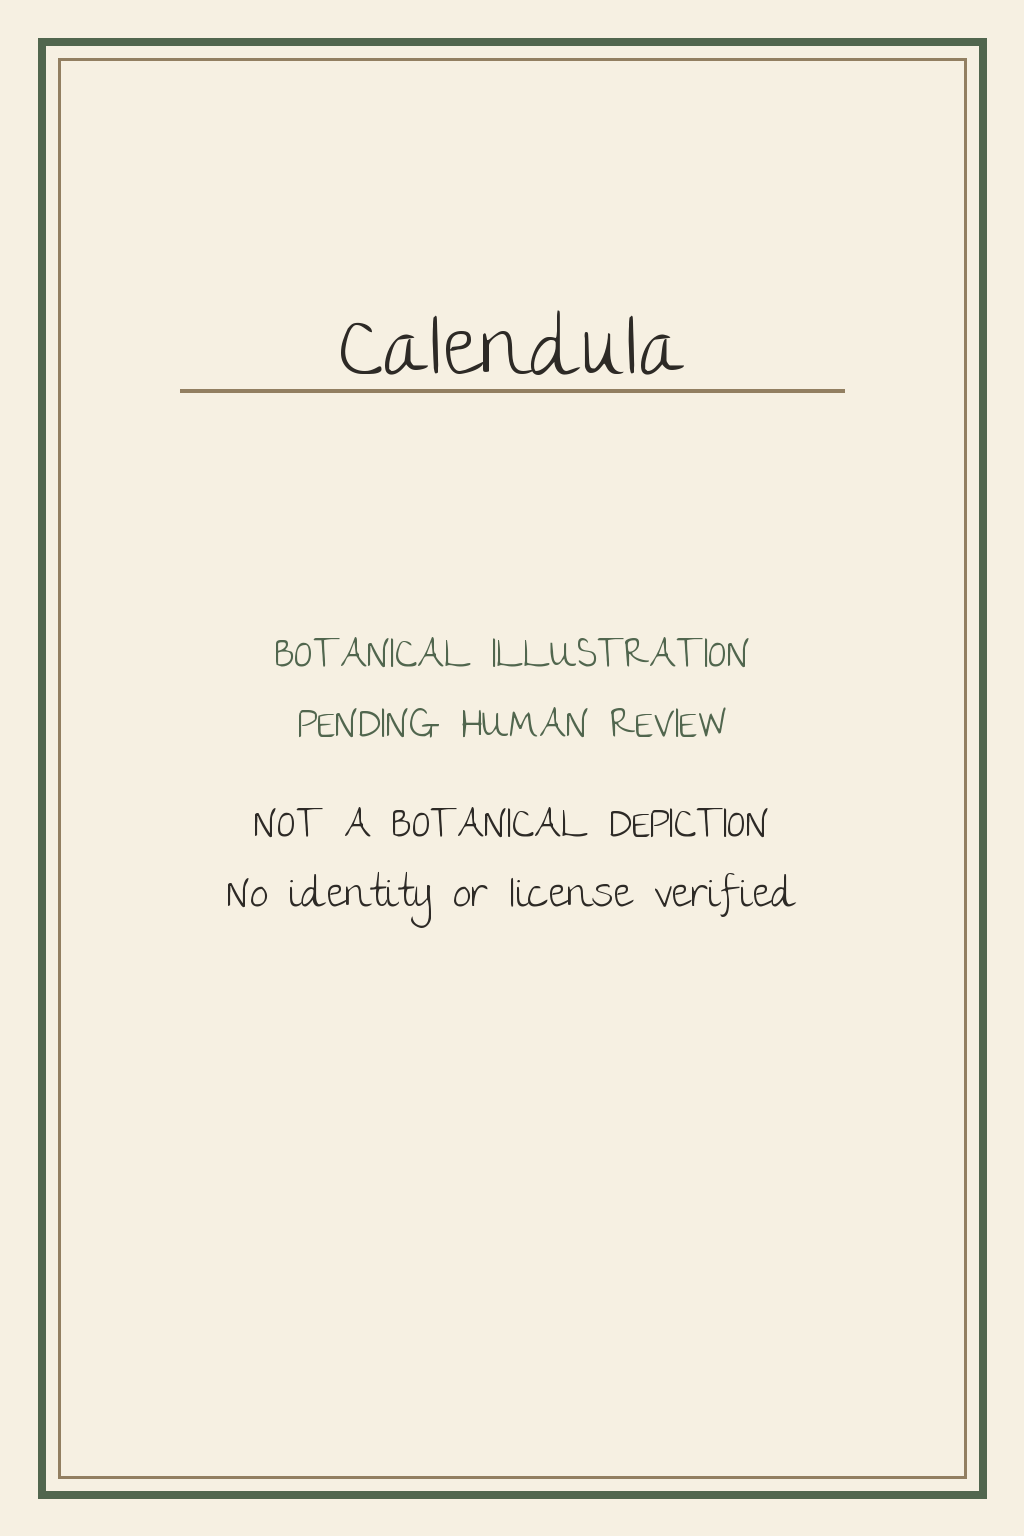 Calendula
BOTANICAL ILLUSTRATION
PENDING HUMAN REVIEW
NOT A BOTANICAL DEPICTION
No identity or license verified